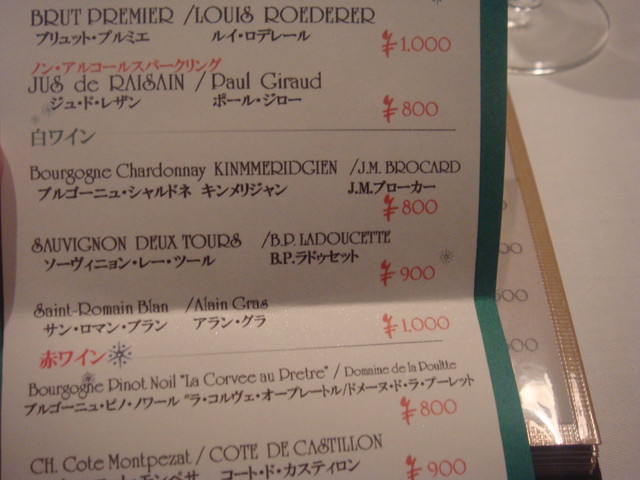 BRUT PREMIER /LOUIS ROEDERER
ブリュット・プルミエ ルイ・ロデレール
¥1,000
ノン・アルコールスパークリング
JUS de RAISAIN / Paul Giraud
ジュ・ド・レザン ポール・ジロー
¥800
白ワイン
Bourgogne Chardonnay KINMMERIDGIEN /J.M. BROCARD
ブルゴーニュ・シャルドネ キンメリジャン J.M.ブローカー
¥800
SAUVIGNON DEUX TOURS /B.P. LADOUCETTE
ソーヴィニョン・レー・ツール B.P.ラドゥセット
¥900
Saint-Romain Blan /Alain Gras
サン・ロマン・ブラン アラン・グラ
¥1,000
赤ワイン
Bourgogne Pinot Noil "La Corvee au Pretre" / Domaine de la Poultte
ブルゴーニュ・ピノ・ノワール "ラ・コルヴェ・オー・プレートル/ドメーヌ・ド・ラ・プーレット
¥800
CH. Cote Montpezat / COTE DE CASTILLON
コート・ド・カスティロン
¥900